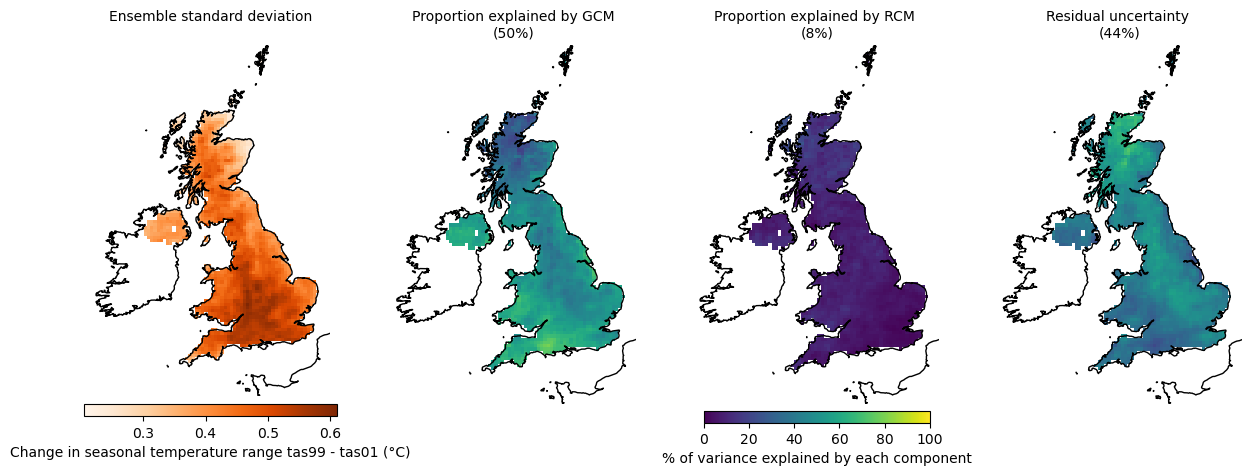 Ensemble standard deviation
Proportion explained by GCM
(50%)
Proportion explained by RCM
(8%)
Residual uncertainty
(44%)
0.3 0.4 0.5 0.6
Change in seasonal temperature range tas99 - tas01 (°C)
0 20 40 60 80 100
% of variance explained by each component